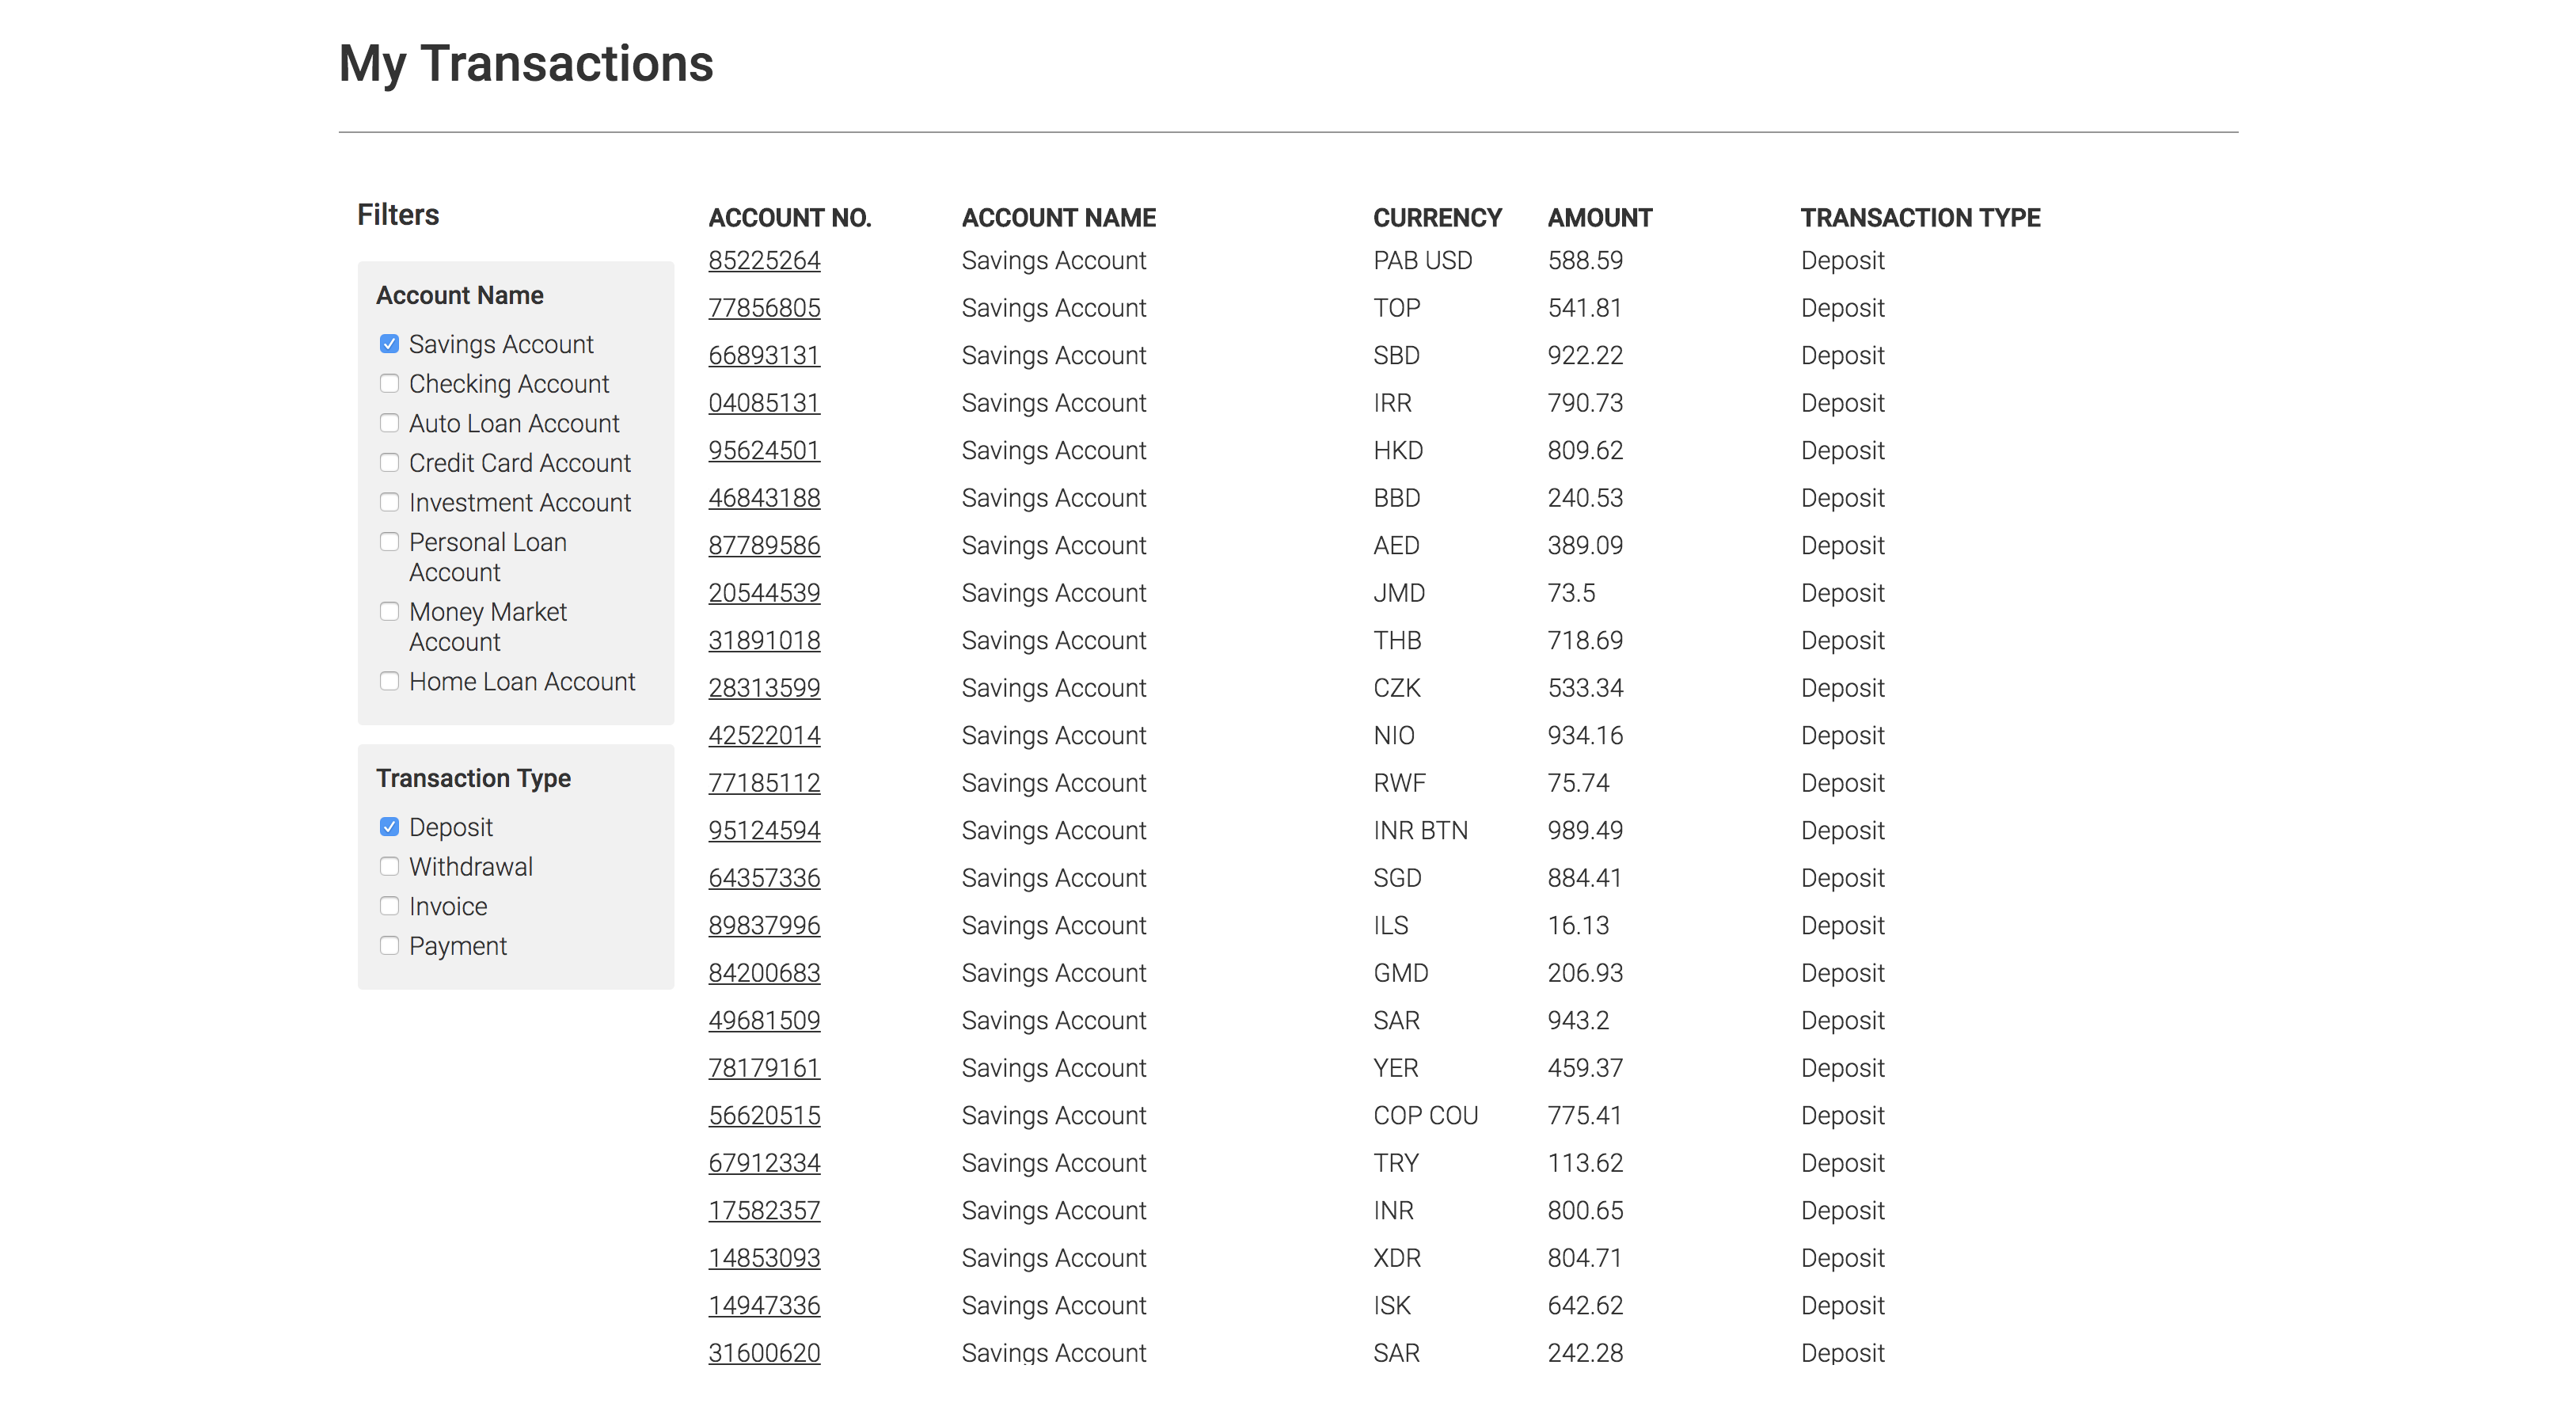 My Transactions
Filters
Account Name
Savings Account
Checking Account
Auto Loan Account
Credit Card Account
Investment Account
Personal Loan
Account
Money Market
Account
Home Loan Account
Transaction Type
Deposit
Withdrawal
Invoice
Payment
ACCOUNT NO. ACCOUNT NAME CURRENCY AMOUNT TRANSACTION TYPE
85225264 Savings Account PAB USD 588.59 Deposit
77856805 Savings Account TOP 541.81 Deposit
66893131 Savings Account SBD 922.22 Deposit
04085131 Savings Account IRR 790.73 Deposit
95624501 Savings Account HKD 809.62 Deposit
46843188 Savings Account BBD 240.53 Deposit
87789586 Savings Account AED 389.09 Deposit
20544539 Savings Account JMD 73.5 Deposit
31891018 Savings Account THB 718.69 Deposit
28313599 Savings Account CZK 533.34 Deposit
42522014 Savings Account NIO 934.16 Deposit
77185112 Savings Account RWF 75.74 Deposit
95124594 Savings Account INR BTN 989.49 Deposit
64357336 Savings Account SGD 884.41 Deposit
89837996 Savings Account ILS 16.13 Deposit
84200683 Savings Account GMD 206.93 Deposit
49681509 Savings Account SAR 943.2 Deposit
78179161 Savings Account YER 459.37 Deposit
56620515 Savings Account COP COU 775.41 Deposit
67912334 Savings Account TRY 113.62 Deposit
17582357 Savings Account INR 800.65 Deposit
14853093 Savings Account XDR 804.71 Deposit
14947336 Savings Account ISK 642.62 Deposit
31600620 Savings Account SAR 242.28 Deposit